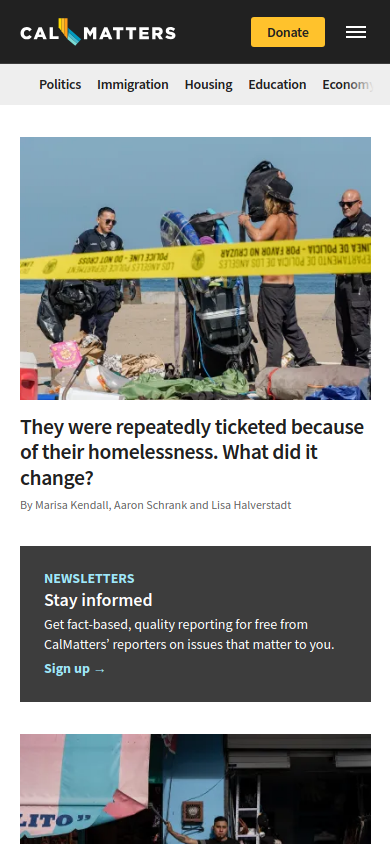 CALMATTERS
Donate
Politics Immigration Housing Education Economy
POLICE LINE - DO NOT CROSS
LOS ANGELES POLICE DEPARTMENT
POLICIA - POR FAVOR NO CRUZAR
DEPARTAMENTO DE POLICIA DE LOS ANGELES
They were repeatedly ticketed because
of their homelessness. What did it
change?
By Marisa Kendall, Aaron Schrank and Lisa Halverstadt
NEWSLETTERS
Stay informed
Get fact-based, quality reporting for free from
CalMatters’ reporters on issues that matter to you.
Sign up →
LITO"